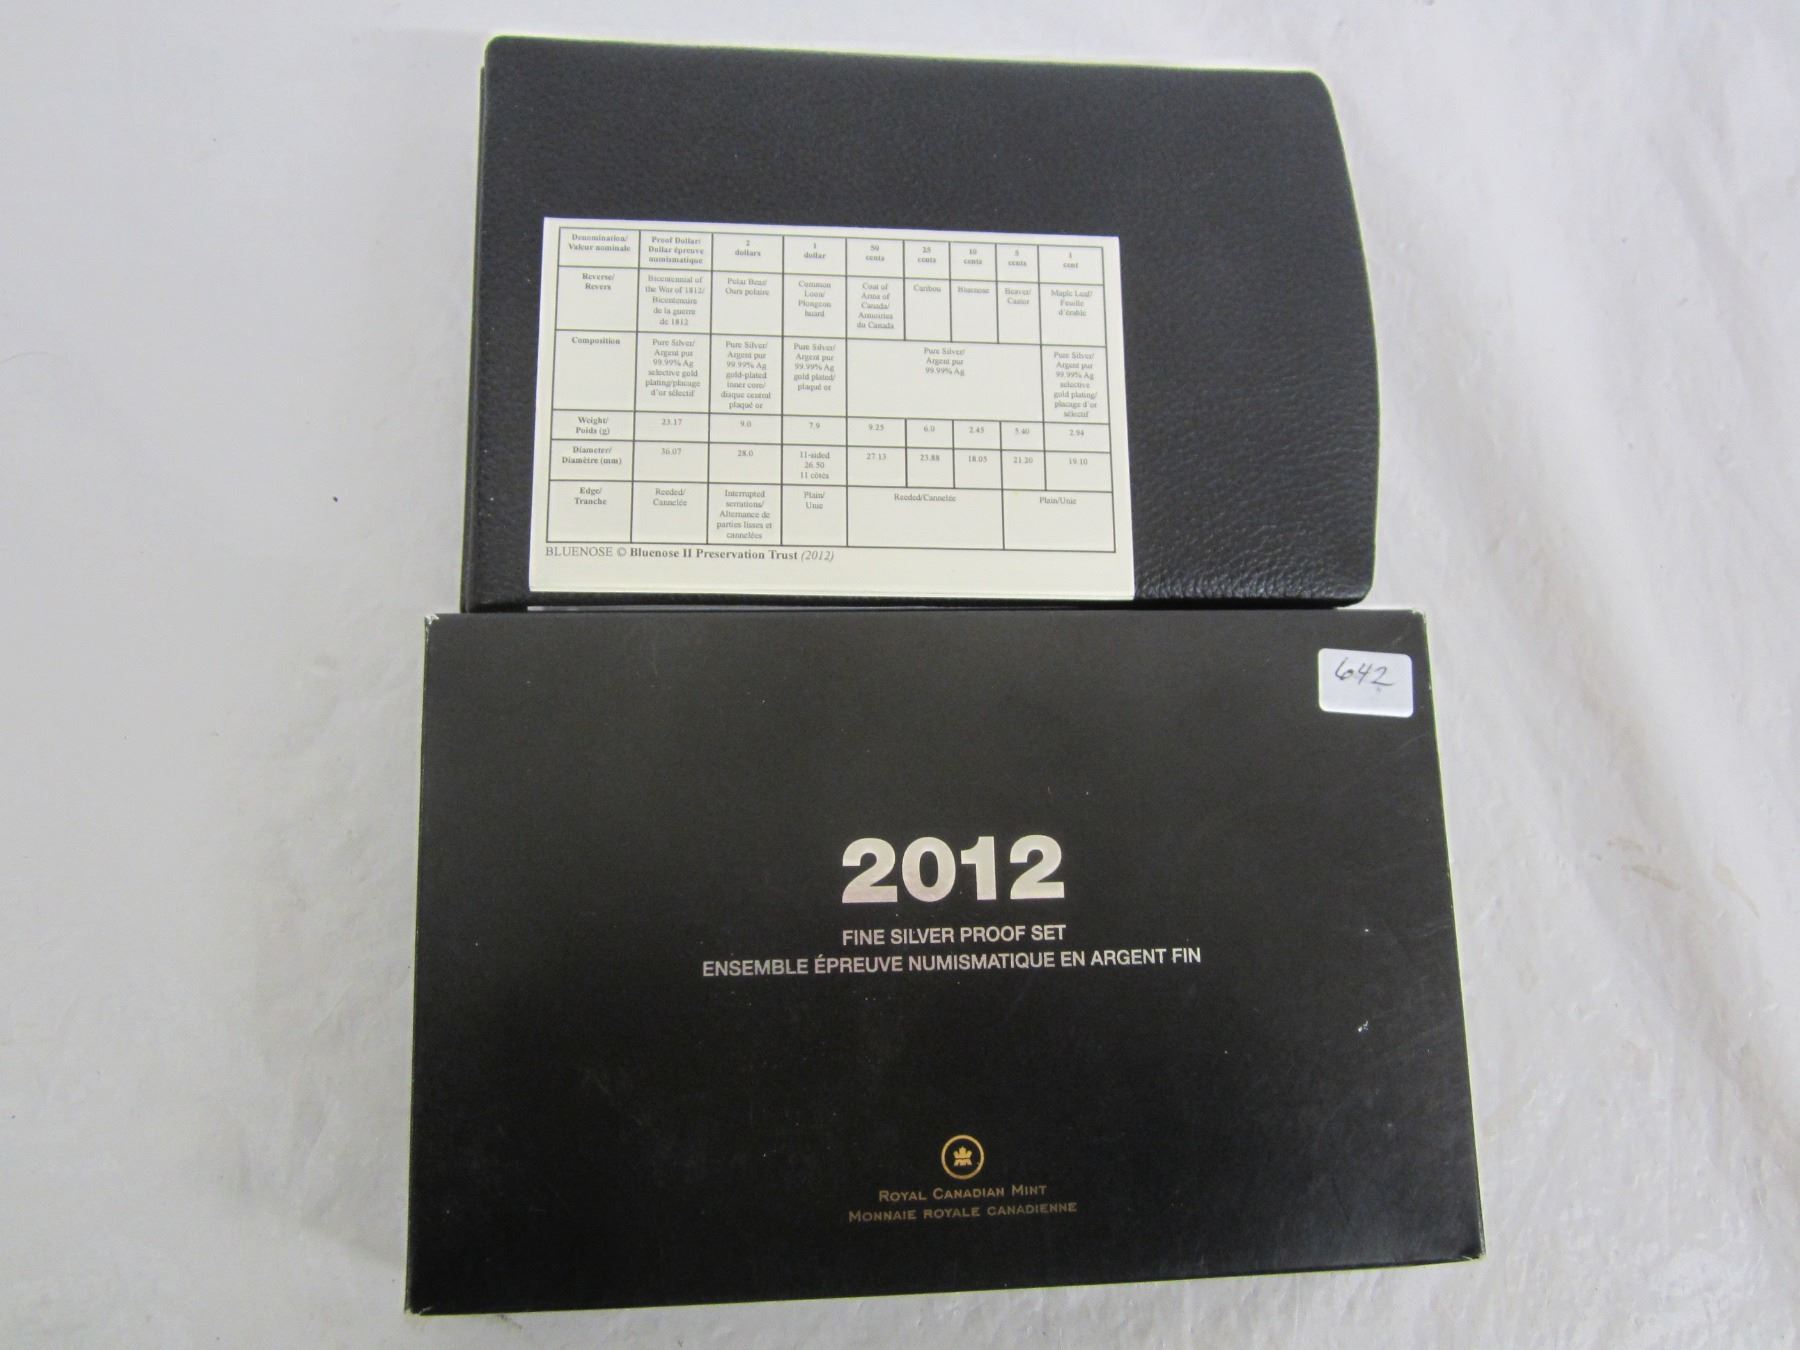 Denomination/ Proof Dollar/ 2 1 50 25 10 5 1
Valeur nominale Dollar épreuve dollars dollar cents cents cents cents cent
numismatique
Reverse/ Bicentennial of Polar Bear/ Common Coat of Caribou Bluenose Beaver/ Maple Leaf/
Revers the War of 1812/ Ours polaire Loon/ Arms of Castor Feuille
Bicentenaire Plongeon Canada/ d'érable
de la guerre huard Armoiries
de 1812 du Canada
Composition Pure Silver/ Pure Silver/ Pure Silver/ Pure Silver/ Pure Silver/
Argent pur Argent pur Argent pur Argent pur Argent pur
99.99% Ag 99.99% Ag 99.99% Ag 99.99% Ag 99.99% Ag
selective gold gold-plated gold plated/ selective
plating/placage inner core/ plaqué or gold plating/
d'or sélectif disque central placage d'or
plaqué or sélectif
Weight/ 23.17 9.0 7.9 9.25 6.0 2.45 5.40 2.94
Poids (g)
Diameter/ 36.07 28.0 11-sided 27.13 23.88 18.05 21.20 19.10
Diamètre (mm) 26.50
11 côtés
Edge/ Reeded/ Interrupted Plain/ Reeded/Cannelée Plain/Unie
Tranche Cannelée serrations/ Unie
Alternance de
parties lisses et
cannelées
BLUENOSE © Bluenose II Preservation Trust (2012)
642
2012
FINE SILVER PROOF SET
ENSEMBLE ÉPREUVE NUMISMATIQUE EN ARGENT FIN
ROYAL CANADIAN MINT
MONNAIE ROYALE CANADIENNE